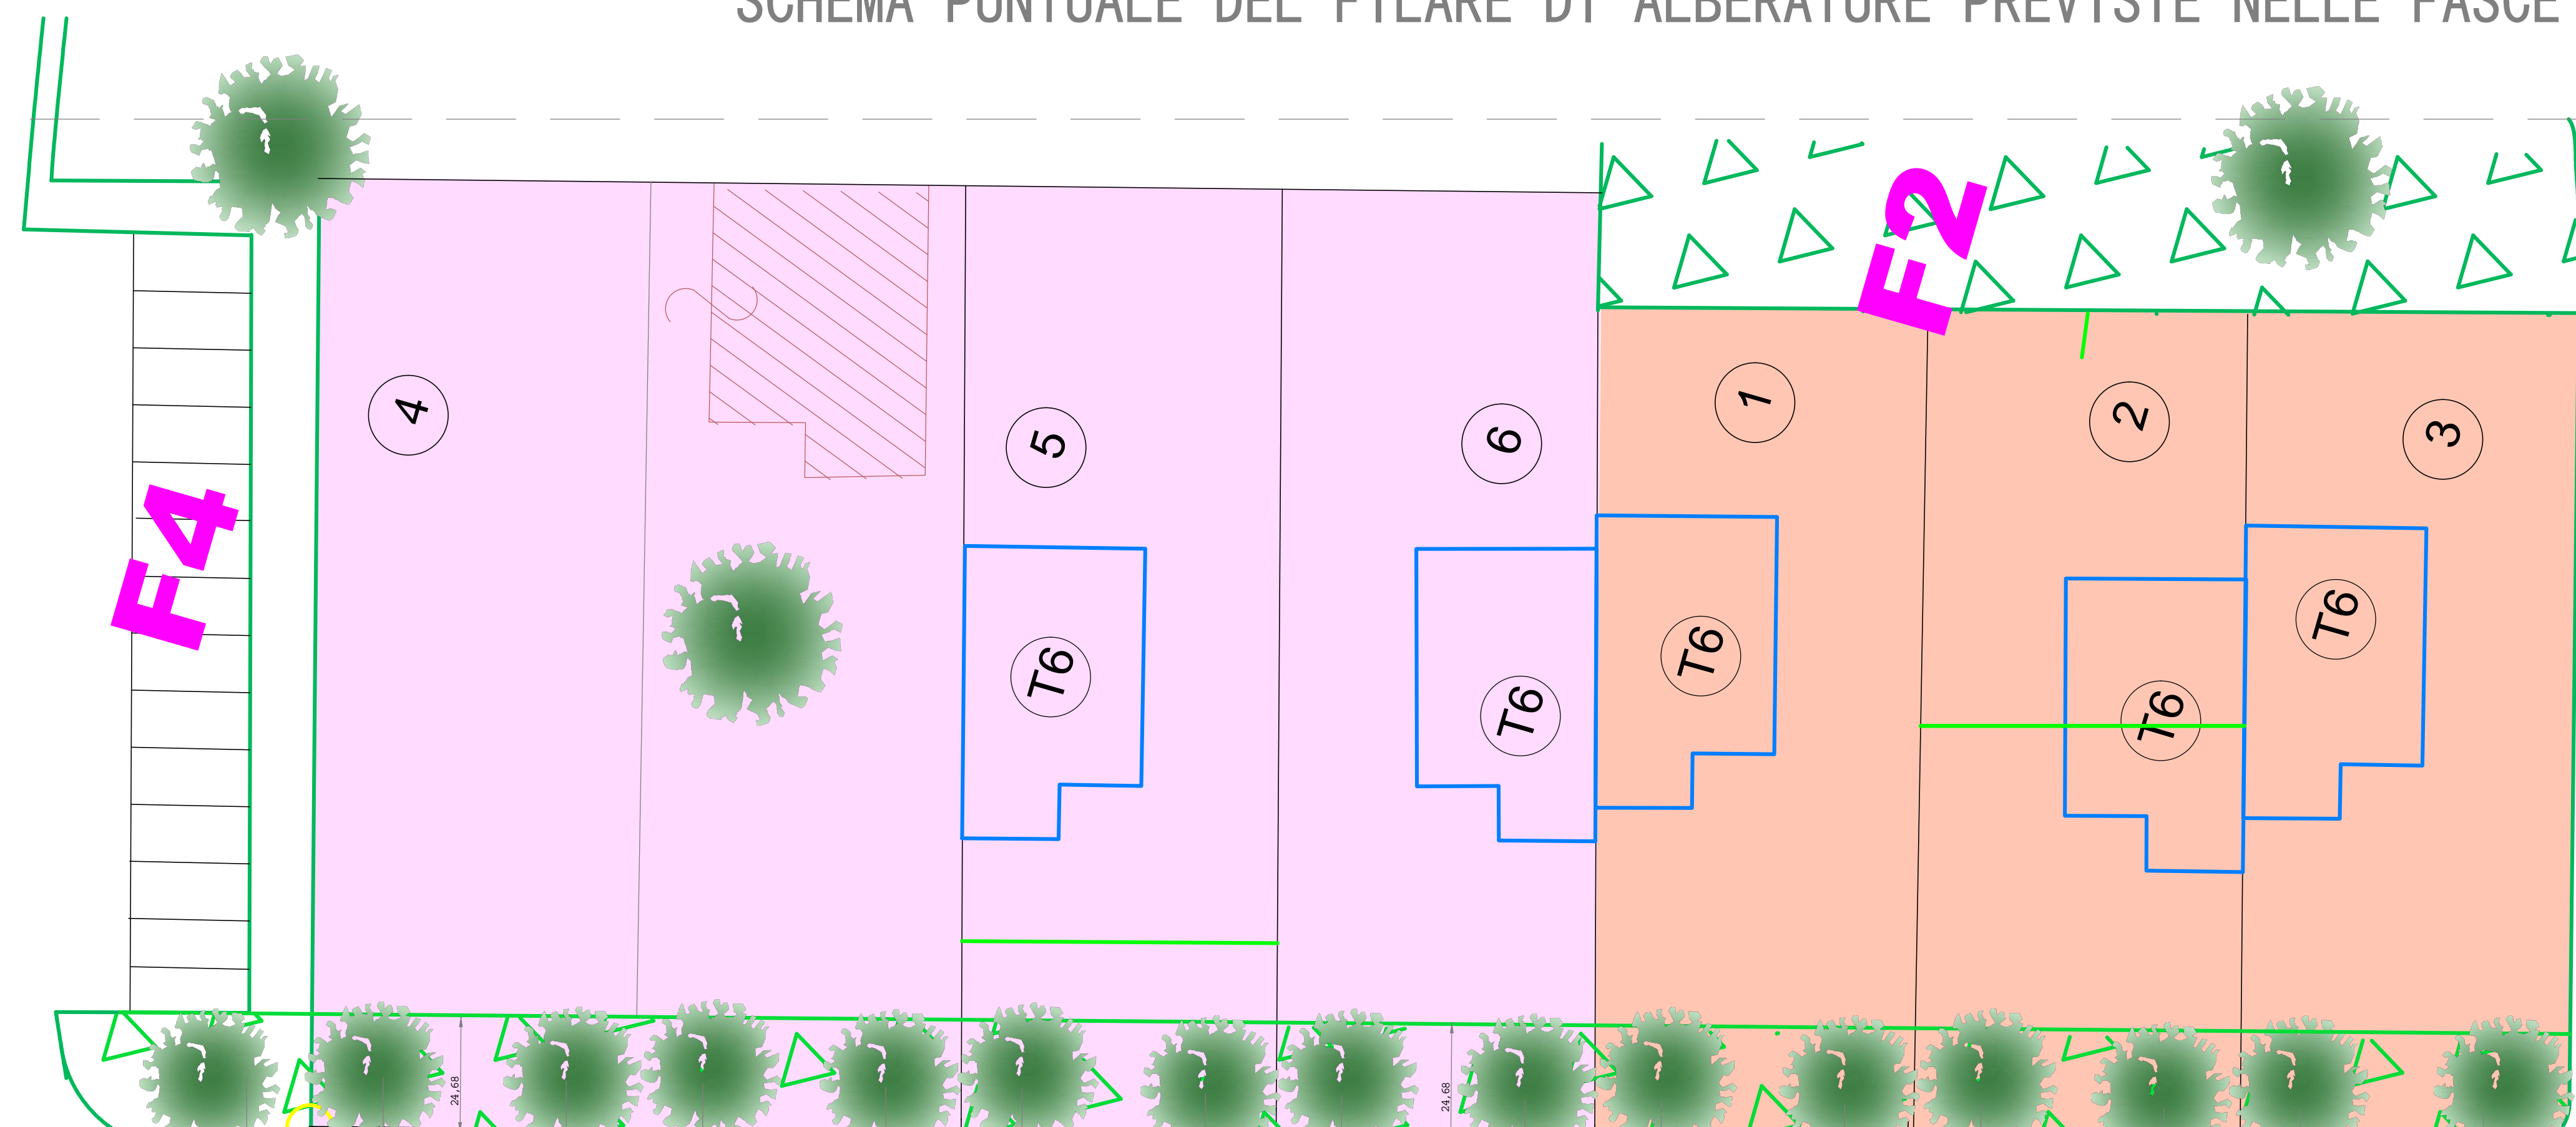 SCHEMA PUNTUALE DEL FILARE DI ALBERATURE PREVISTE NELLE FASCE
F2
F4
4
5
6
1
2
3
T6
T6
T6
T6
T6
24,68
24,68